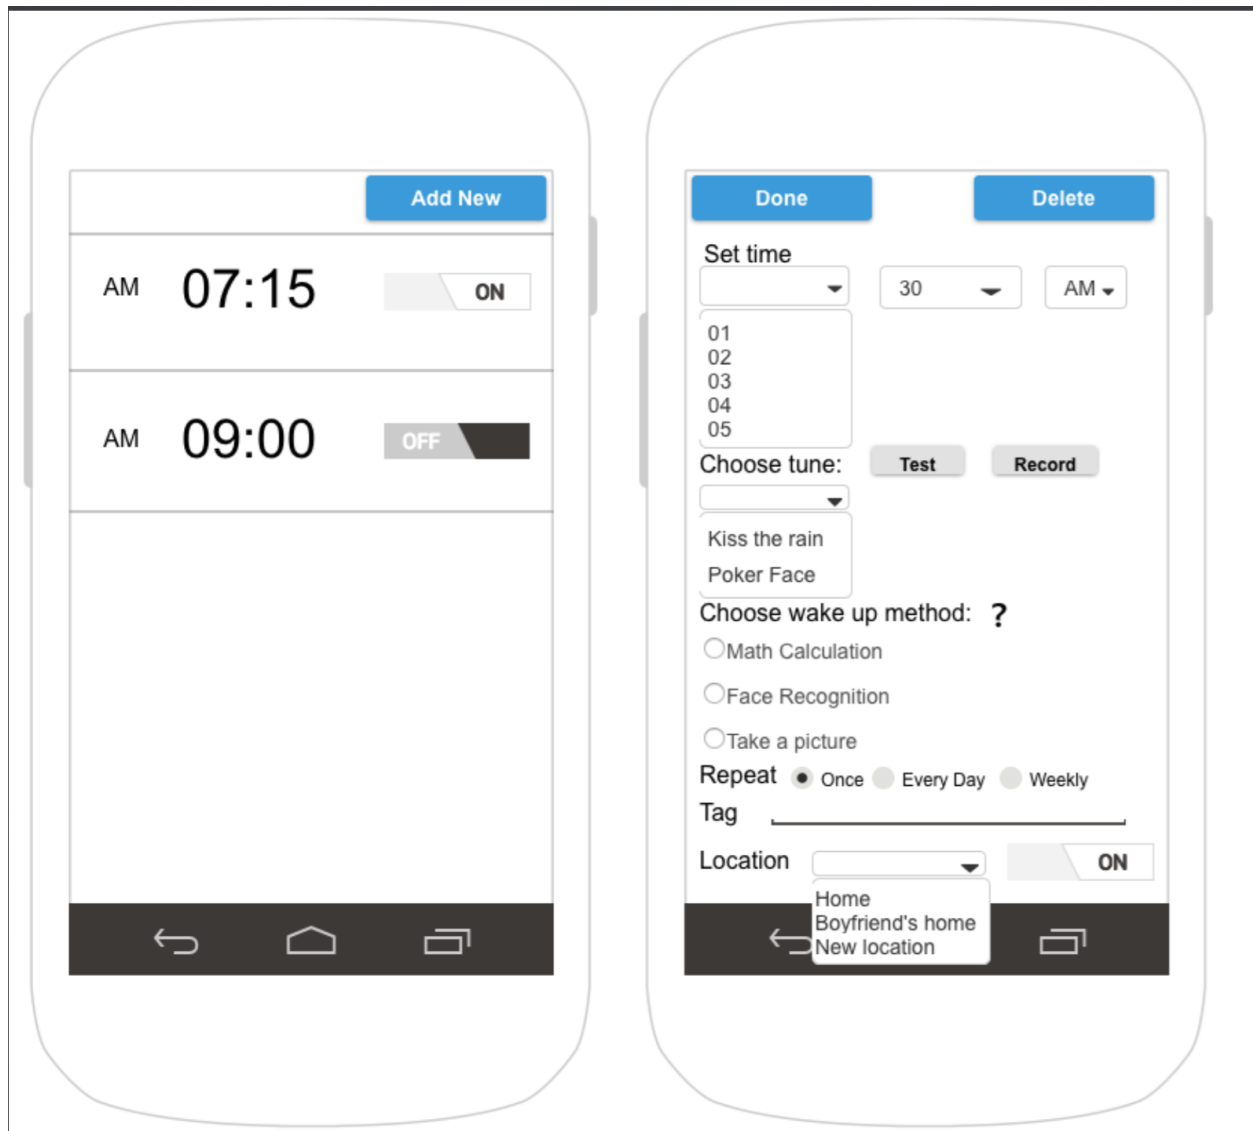 Add New
AM 07:15 ON
AM 09:00 OFF
Done Delete
Set time
30 AM
01
02
03
04
05
Choose tune: Test Record
Kiss the rain
Poker Face
Choose wake up method: ?
Math Calculation
Face Recognition
Take a picture
Repeat Once Every Day Weekly
Tag
Location ON
Home
Boyfriend's home
New location